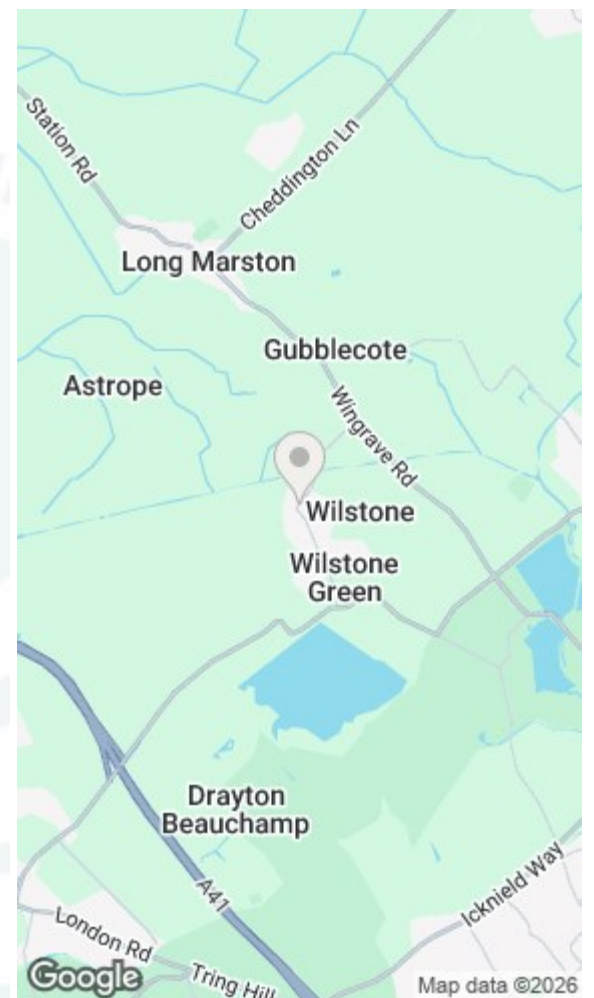 Station Rd
Cheddington Ln
Long Marston
Gubblecote
Astrope
Wingrave Rd
Wilstone
Wilstone
Green
Drayton
Beauchamp
A41
Icknield Way
London Rd
Tring Hill
Google
Map data ©2026